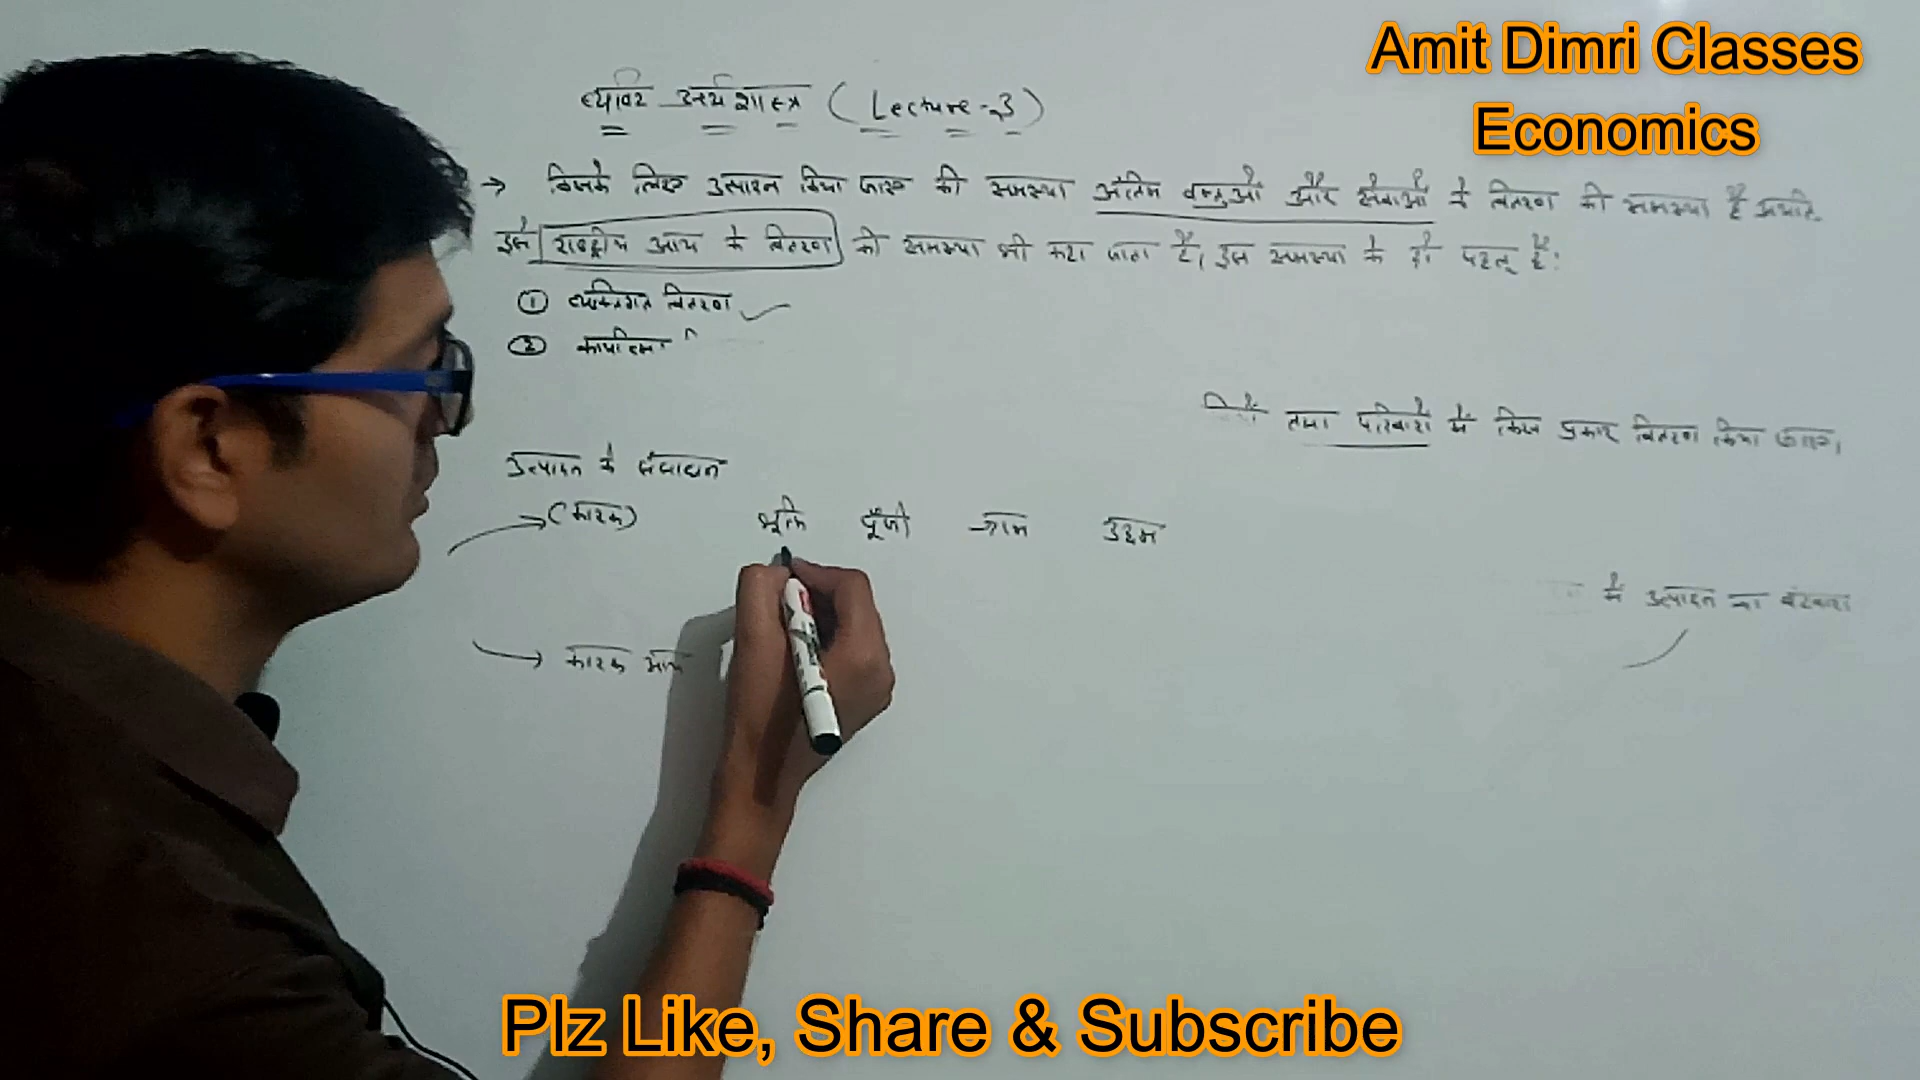 Amit Dimri Classes
Economics
व्यष्टि अर्थशास्त्र (Lecture-3)
→ किसके लिए उत्पादन किया जाए की समस्या अंतिम वस्तुओं और सेवाओं के वितरण की समस्या है अर्थात
इसे राष्ट्रीय आय के वितरण की समस्या भी कहा जाता है। इस समस्या के दो पहलू है:
① व्यक्तिगत वितरण
②
तथा परिवारों में किस प्रकार वितरण किया जाए।
उत्पादन के संसाधन
→ (कारक) भूमि पूँजी श्रम उद्दम
में उत्पादन का बंटवारा
→ कारक आय
Plz Like, Share & Subscribe